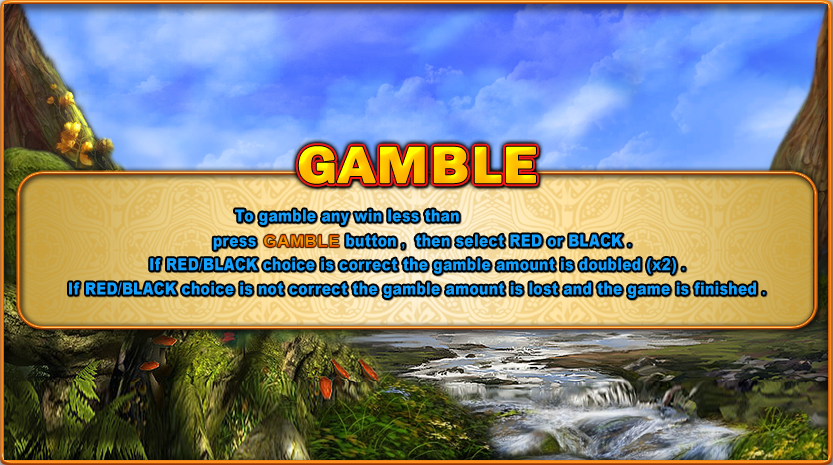 GAMBLE
To gamble any win less than
press GAMBLE button , then select RED or BLACK .
If RED/BLACK choice is correct the gamble amount is doubled (x2) .
If RED/BLACK choice is not correct the gamble amount is lost and the game is finished .